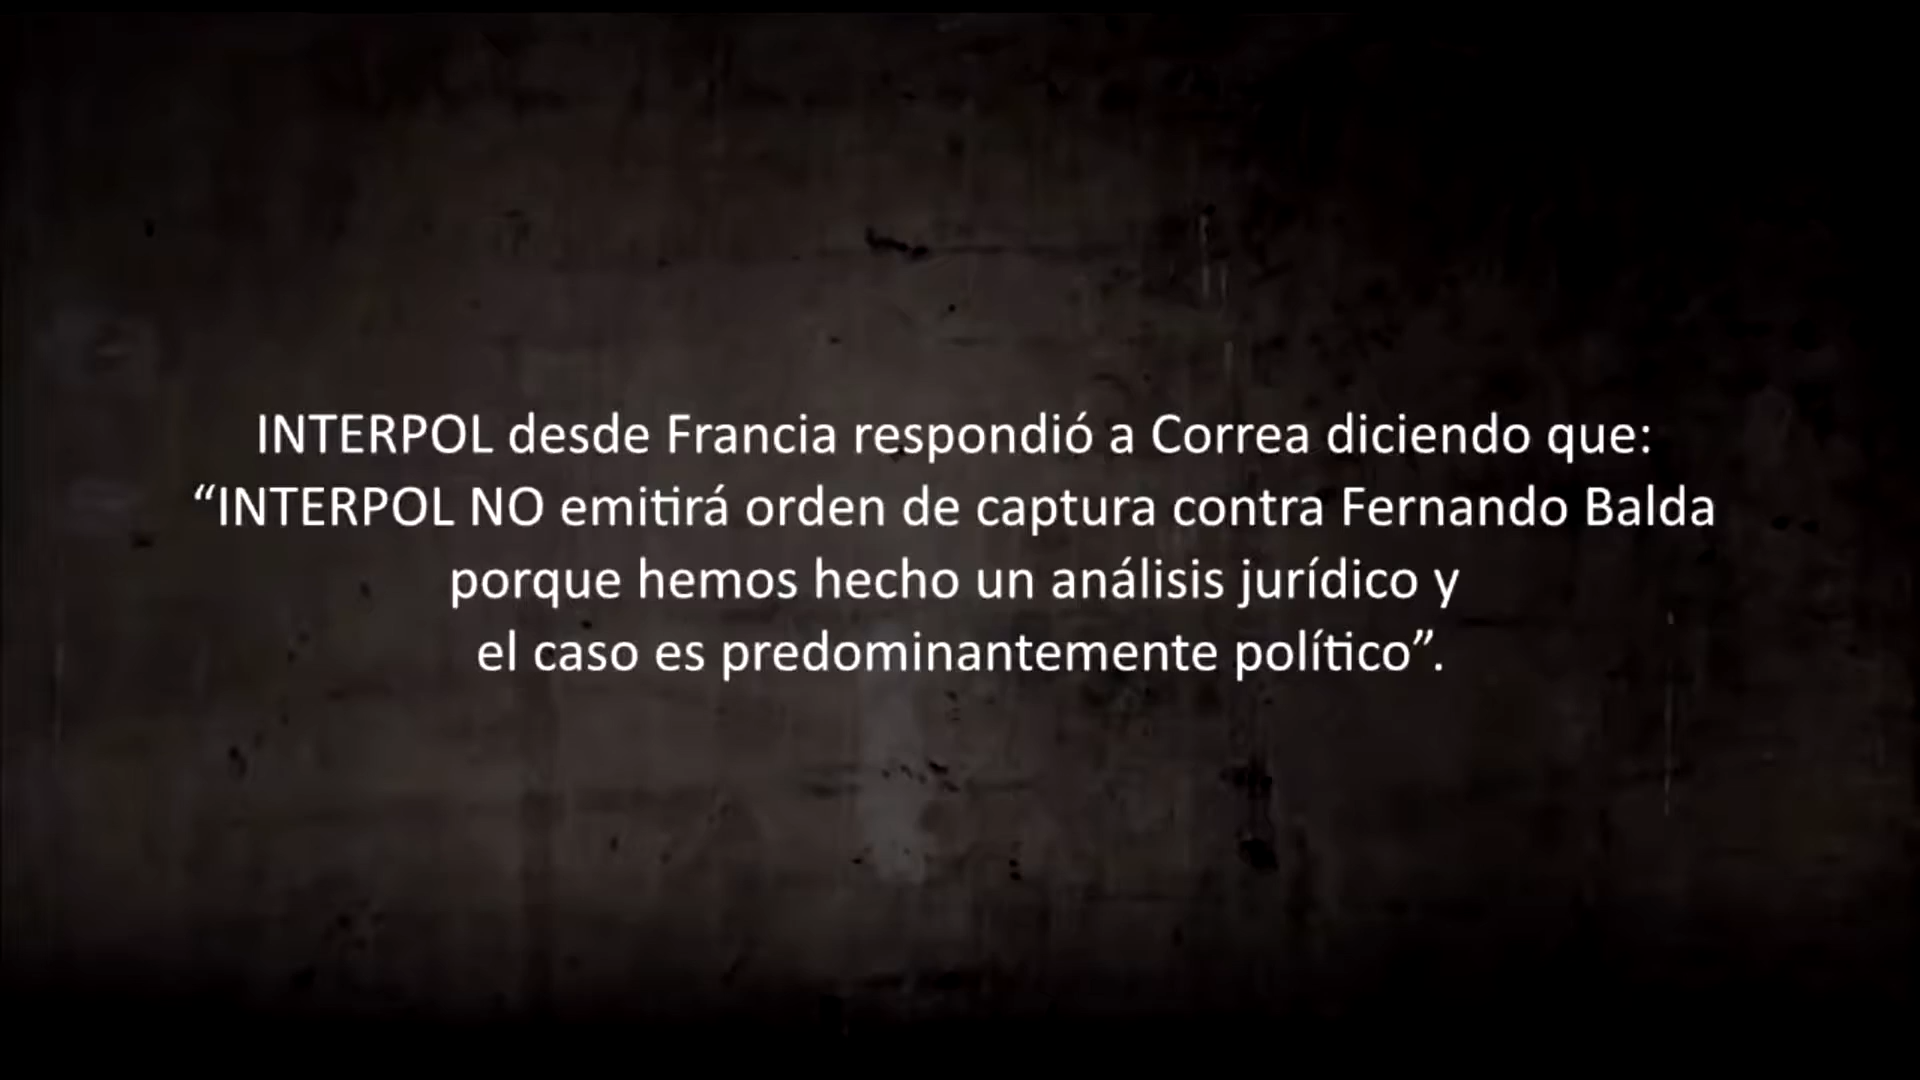 INTERPOL desde Francia respondió a Correa diciendo que:
“INTERPOL NO emitirá orden de captura contra Fernando Balda
porque hemos hecho un análisis jurídico y
el caso es predominantemente político”.